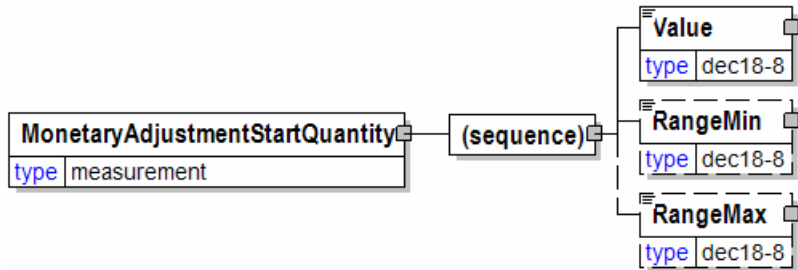 Value
type dec18-8
MonetaryAdjustmentStartQuantity
type measurement
(sequence)
RangeMin
type dec18-8
RangeMax
type dec18-8